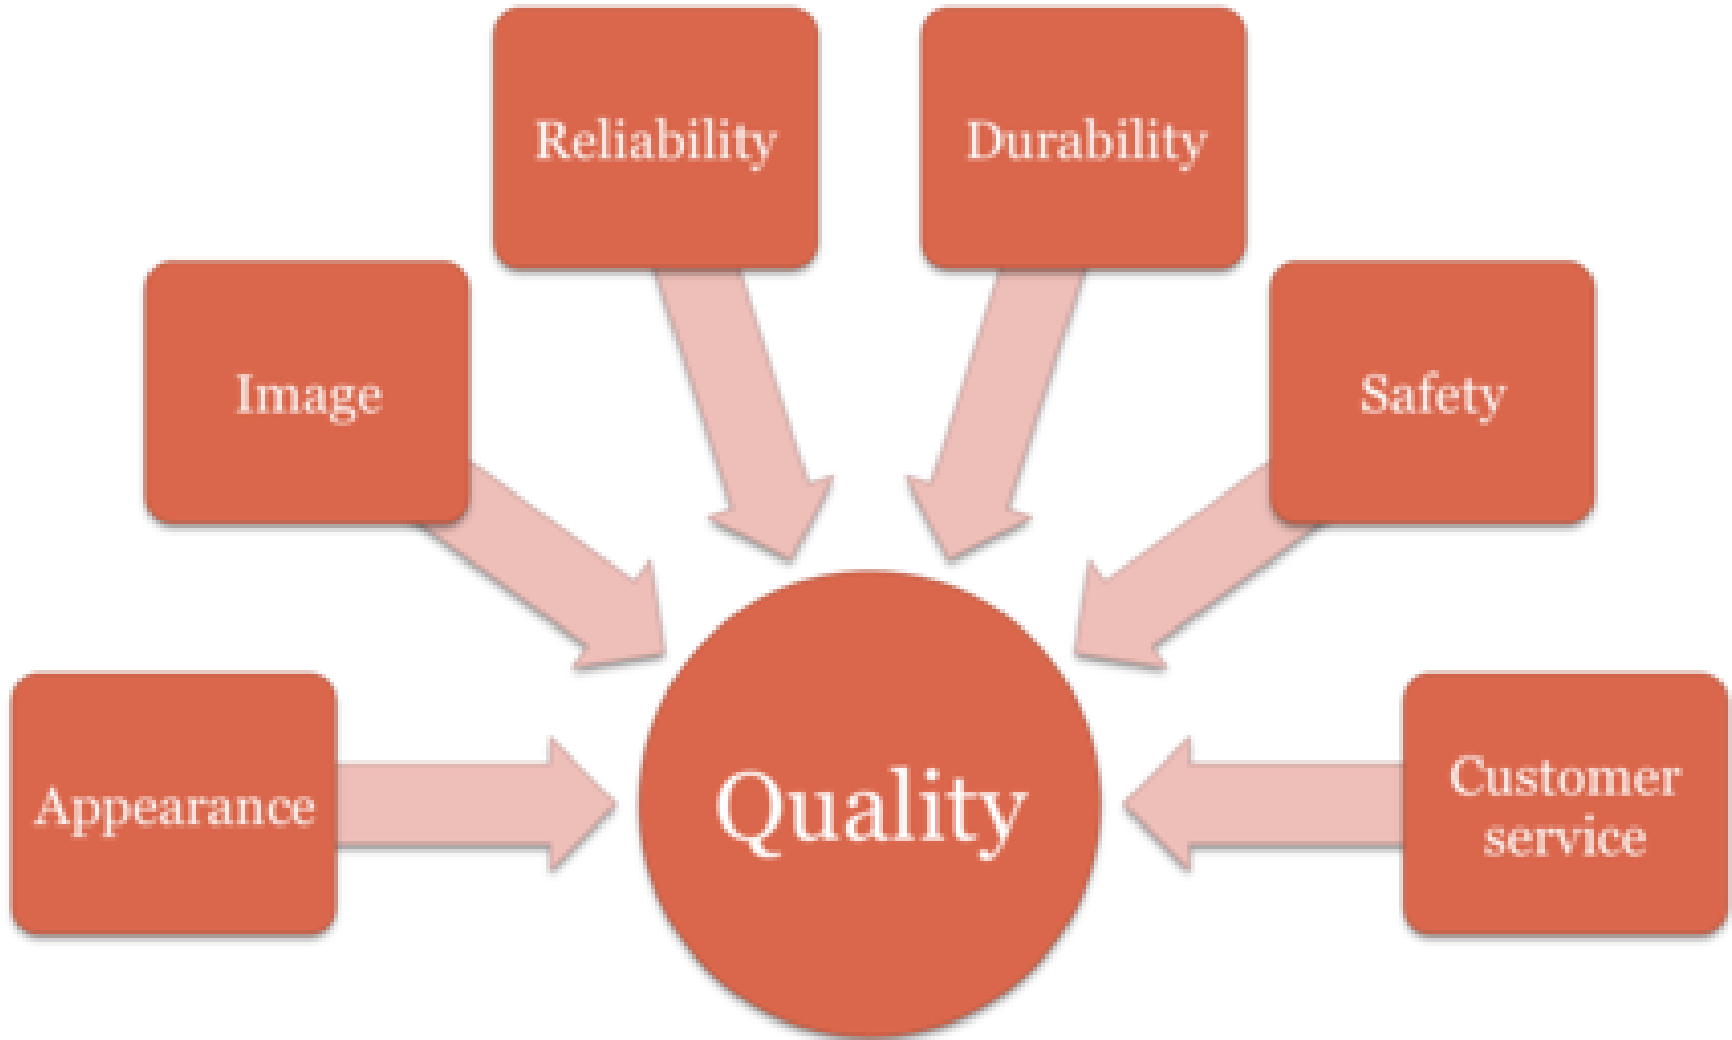 Reliability
Durability
Image
Safety
Appearance
Quality
Customer
service